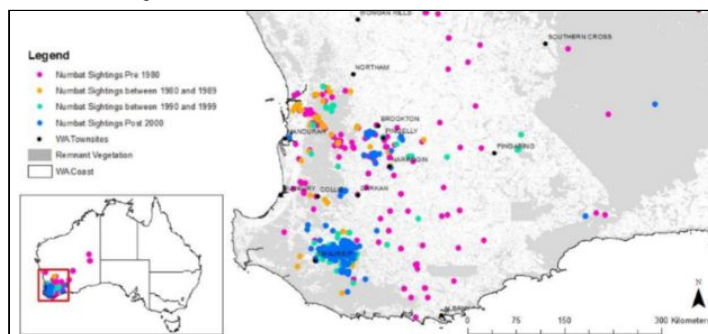 WONGAN HILLS
Legend
SOUTHERN CROSS
Numbat Sightings Pre 1980
Numbat Sightings between 1980 and 1989
NORTHAM
Numbat Sightings between 1990 and 1999
Numbat Sightings Post 2000
BROOKTON
WA Townsites
MANDURAH
PINGELLY
Remnant Vegetation
PINGARING
WA Coast
NARROGIN
COLLIE
DARKAN
N
0 75 150 300 Kilometers